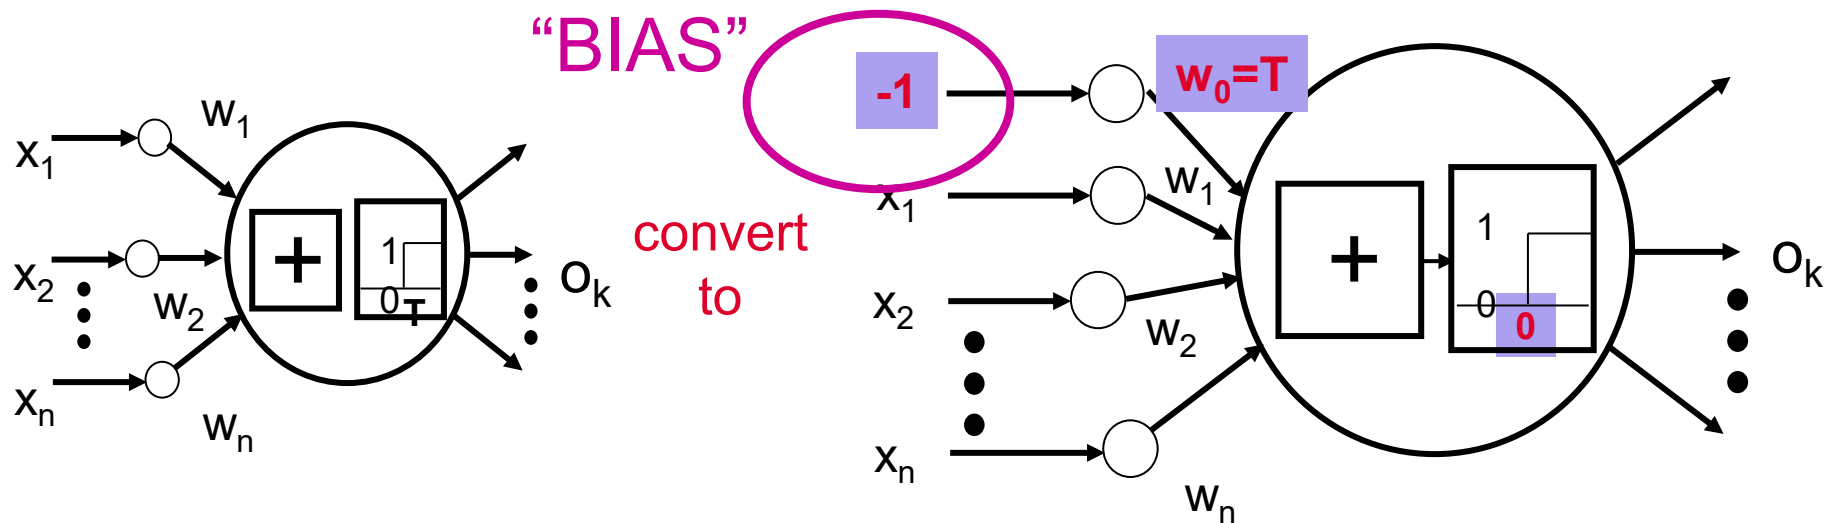 “BIAS”
x₁
w₁
x₂
w₂
xₙ
wₙ
+
1
0
T
oₖ
convert
to
-1
w₀=T
x₁
w₁
x₂
w₂
xₙ
wₙ
+
1
0
0
oₖ